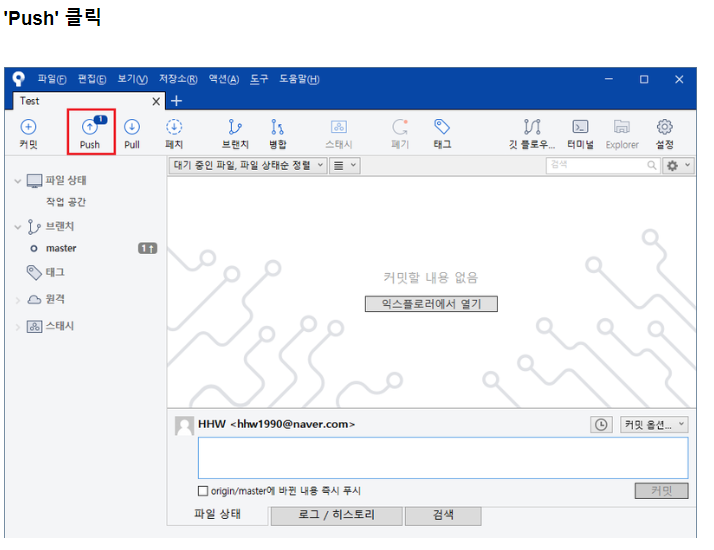 'Push' 클릭
파일(F) 편집(E) 보기(V) 저장소(R) 액션(A) 도구 도움말(H)
Test
1
커밋 Push Pull 페치 브랜치 병합 스태시 폐기 태그 깃 플로우... 터미널 Explorer 설정
대기 중인 파일, 파일 상태순 정렬 검색
파일 상태
작업 공간
브랜치
master 1↑
태그
원격
스태시
커밋할 내용 없음
익스플로러에서 열기
HHW <hhw1990@naver.com> 커밋 옵션...
origin/master에 바뀐 내용 즉시 푸시 커밋
파일 상태 로그 / 히스토리 검색